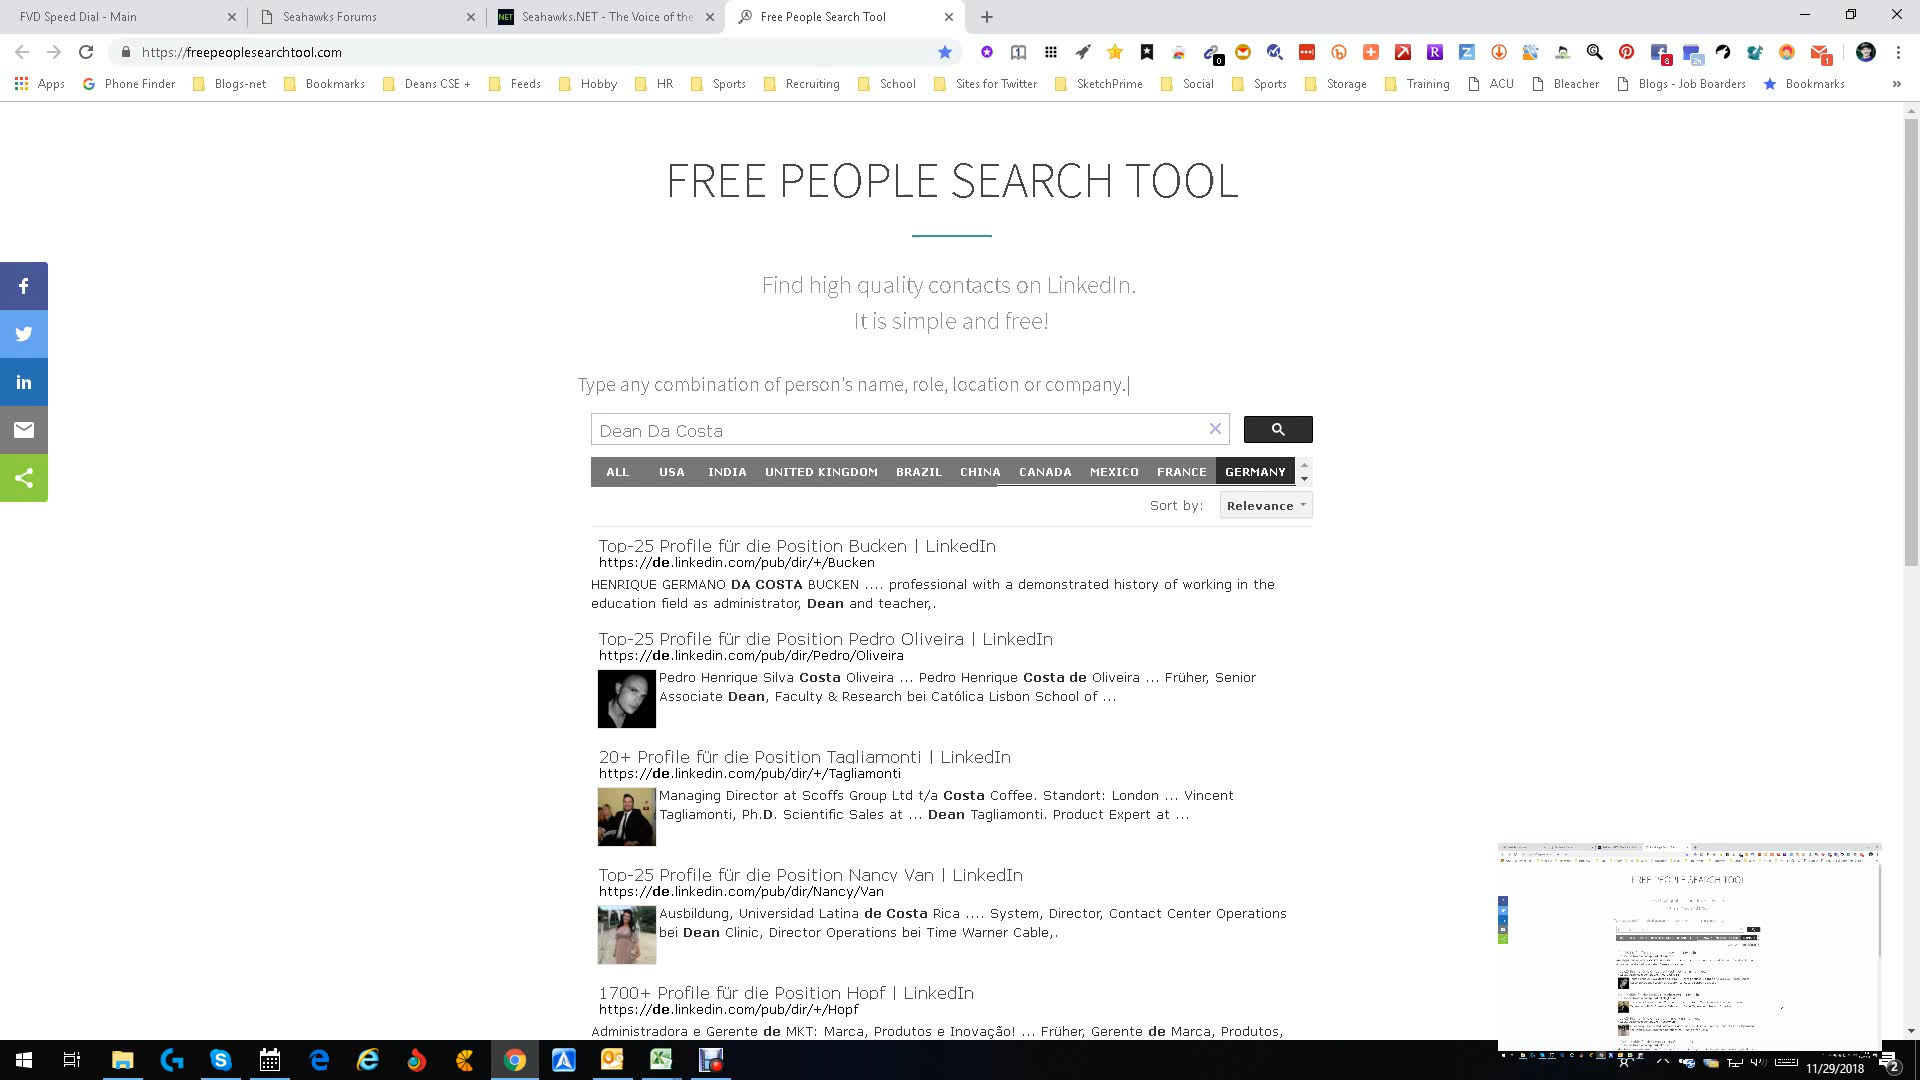 FVD Speed Dial - Main
Seahawks Forums
Seahawks.NET - The Voice of the
Free People Search Tool
https://freepeoplesearchtool.com
Apps
Phone Finder
Blogs-net
Bookmarks
Deans CSE +
Feeds
Hobby
HR
Sports
Recruiting
School
Sites for Twitter
SketchPrime
Social
Sports
Storage
Training
ACU
Bleacher
Blogs - Job Boarders
Bookmarks
FREE PEOPLE SEARCH TOOL
Find high quality contacts on LinkedIn.
It is simple and free!
Type any combination of person's name, role, location or company.
Dean Da Costa
ALL USA INDIA UNITED KINGDOM BRAZIL CHINA CANADA MEXICO FRANCE GERMANY
Sort by: Relevance
Top-25 Profile für die Position Bucken | LinkedIn
https://de.linkedin.com/pub/dir/+/Bucken
HENRIQUE GERMANO DA COSTA BUCKEN .... professional with a demonstrated history of working in the
education field as administrator, Dean and teacher,.
Top-25 Profile für die Position Pedro Oliveira | LinkedIn
https://de.linkedin.com/pub/dir/Pedro/Oliveira
Pedro Henrique Silva Costa Oliveira ... Pedro Henrique Costa de Oliveira ... Früher, Senior
Associate Dean, Faculty & Research bei Católica Lisbon School of ...
20+ Profile für die Position Tagliamonti | LinkedIn
https://de.linkedin.com/pub/dir/+/Tagliamonti
Managing Director at Scoffs Group Ltd t/a Costa Coffee. Standort: London ... Vincent
Tagliamonti, Ph.D. Scientific Sales at ... Dean Tagliamonti. Product Expert at ...
Top-25 Profile für die Position Nancy Van | LinkedIn
https://de.linkedin.com/pub/dir/Nancy/Van
Ausbildung, Universidad Latina de Costa Rica .... System, Director, Contact Center Operations
bei Dean Clinic, Director Operations bei Time Warner Cable,.
1700+ Profile für die Position Hopf | LinkedIn
https://de.linkedin.com/pub/dir/+/Hopf
Administradora e Gerente de MKT: Marca, Produtos e Inovação! ... Früher, Gerente de Marca, Produtos,
FREE PEOPLE SEARCH TOOL
11/29/2018
2